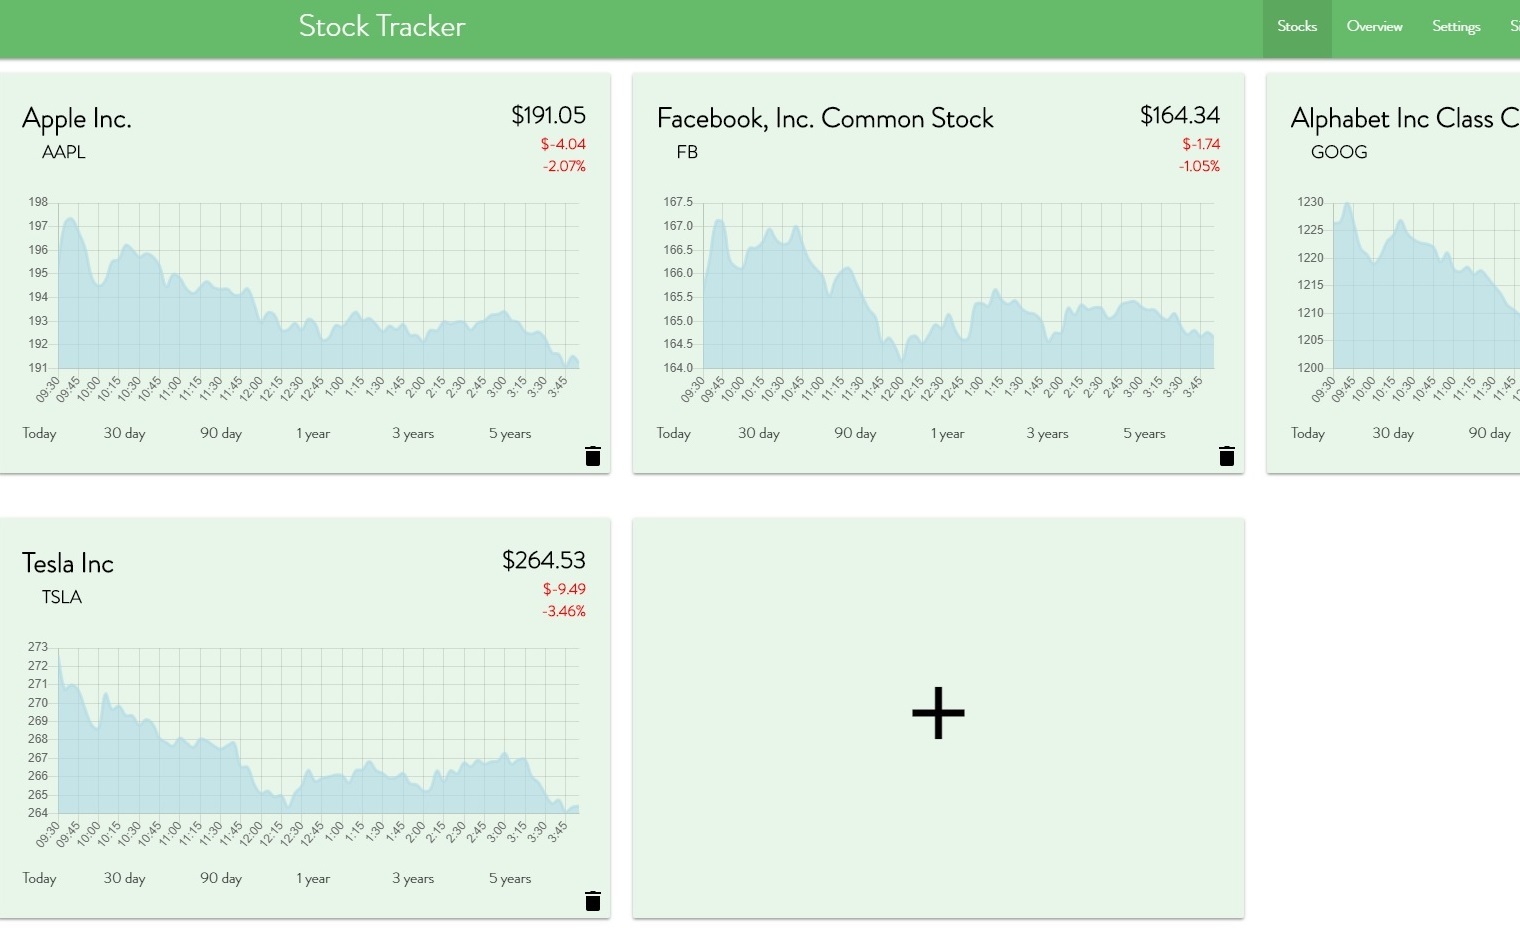 Stock Tracker
Stocks Overview Settings
Apple Inc. $191.05
AAPL $-4.04
-2.07%
198
197
196
195
194
193
192
191
09:30 09:45 10:00 10:15 10:30 10:45 11:00 11:15 11:30 11:45 12:00 12:15 12:30 12:45 1:00 1:15 1:30 1:45 2:00 2:15 2:30 2:45 3:00 3:15 3:30 3:45
Today 30 day 90 day 1 year 3 years 5 years
Facebook, Inc. Common Stock $164.34
FB $-1.74
-1.05%
167.5
167.0
166.5
166.0
165.5
165.0
164.5
164.0
09:30 09:45 10:00 10:15 10:30 10:45 11:00 11:15 11:30 11:45 12:00 12:15 12:30 12:45 1:00 1:15 1:30 1:45 2:00 2:15 2:30 2:45 3:00 3:15 3:30 3:45
Today 30 day 90 day 1 year 3 years 5 years
Alphabet Inc Class C
GOOG
1230
1225
1220
1215
1210
1205
1200
09:30 09:45 10:00 10:15 10:30 10:45 11:00 11:15 11:30 11:45
Today 30 day 90 day
Tesla Inc $264.53
TSLA $-9.49
-3.46%
273
272
271
270
269
268
267
266
265
264
09:30 09:45 10:00 10:15 10:30 10:45 11:00 11:15 11:30 11:45 12:00 12:15 12:30 12:45 1:00 1:15 1:30 1:45 2:00 2:15 2:30 2:45 3:00 3:15 3:30 3:45
Today 30 day 90 day 1 year 3 years 5 years